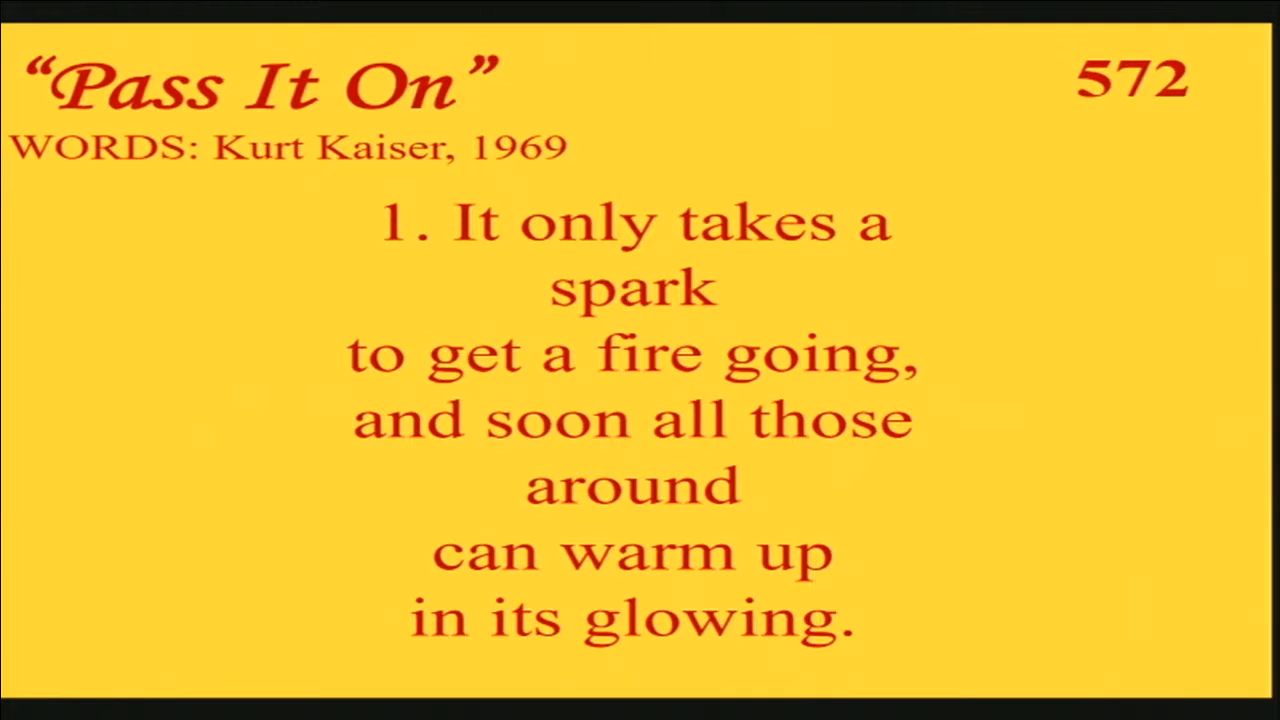 “Pass It On”
572
WORDS: Kurt Kaiser, 1969
1. It only takes a
spark
to get a fire going,
and soon all those
around
can warm up
in its glowing.